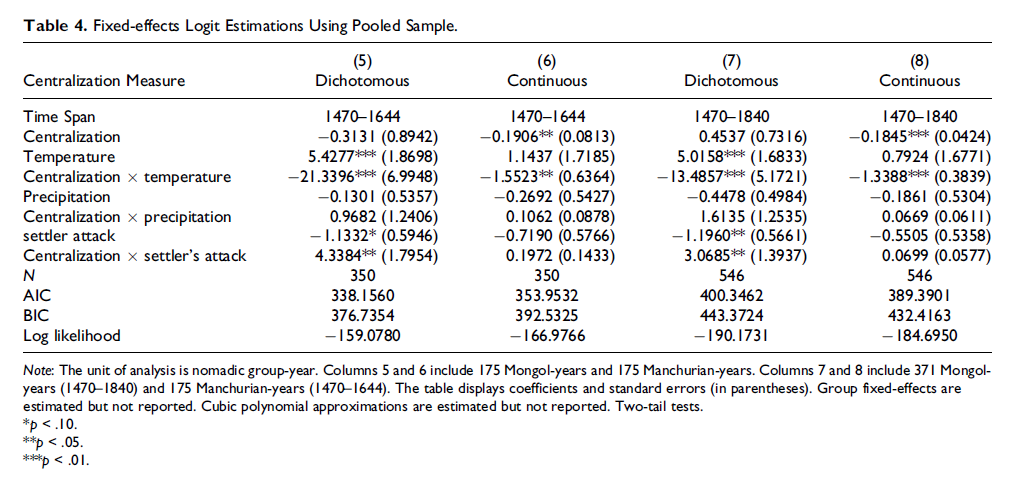 Table 4. Fixed-effects Logit Estimations Using Pooled Sample.
(5) (6) (7) (8)
Centralization Measure Dichotomous Continuous Dichotomous Continuous
Time Span 1470–1644 1470–1644 1470–1840 1470–1840
Centralization −0.3131 (0.8942) −0.1906** (0.0813) 0.4537 (0.7316) −0.1845*** (0.0424)
Temperature 5.4277*** (1.8698) 1.1437 (1.7185) 5.0158*** (1.6833) 0.7924 (1.6771)
Centralization × temperature −21.3396*** (6.9948) −1.5523** (0.6364) −13.4857*** (5.1721) −1.3388*** (0.3839)
Precipitation −0.1301 (0.5357) −0.2692 (0.5427) −0.4478 (0.4984) −0.1861 (0.5304)
Centralization × precipitation 0.9682 (1.2406) 0.1062 (0.0878) 1.6135 (1.2535) 0.0669 (0.0611)
settler attack −1.1332* (0.5946) −0.7190 (0.5766) −1.1960** (0.5661) −0.5505 (0.5358)
Centralization × settler's attack 4.3384** (1.7954) 0.1972 (0.1433) 3.0685** (1.3937) 0.0699 (0.0577)
N 350 350 546 546
AIC 338.1560 353.9532 400.3462 389.3901
BIC 376.7354 392.5325 443.3724 432.4163
Log likelihood −159.0780 −166.9766 −190.1731 −184.6950
Note: The unit of analysis is nomadic group-year. Columns 5 and 6 include 175 Mongol-years and 175 Manchurian-years. Columns 7 and 8 include 371 Mongol-
years (1470–1840) and 175 Manchurian-years (1470–1644). The table displays coefficients and standard errors (in parentheses). Group fixed-effects are
estimated but not reported. Cubic polynomial approximations are estimated but not reported. Two-tail tests.
*p < .10.
**p < .05.
***p < .01.